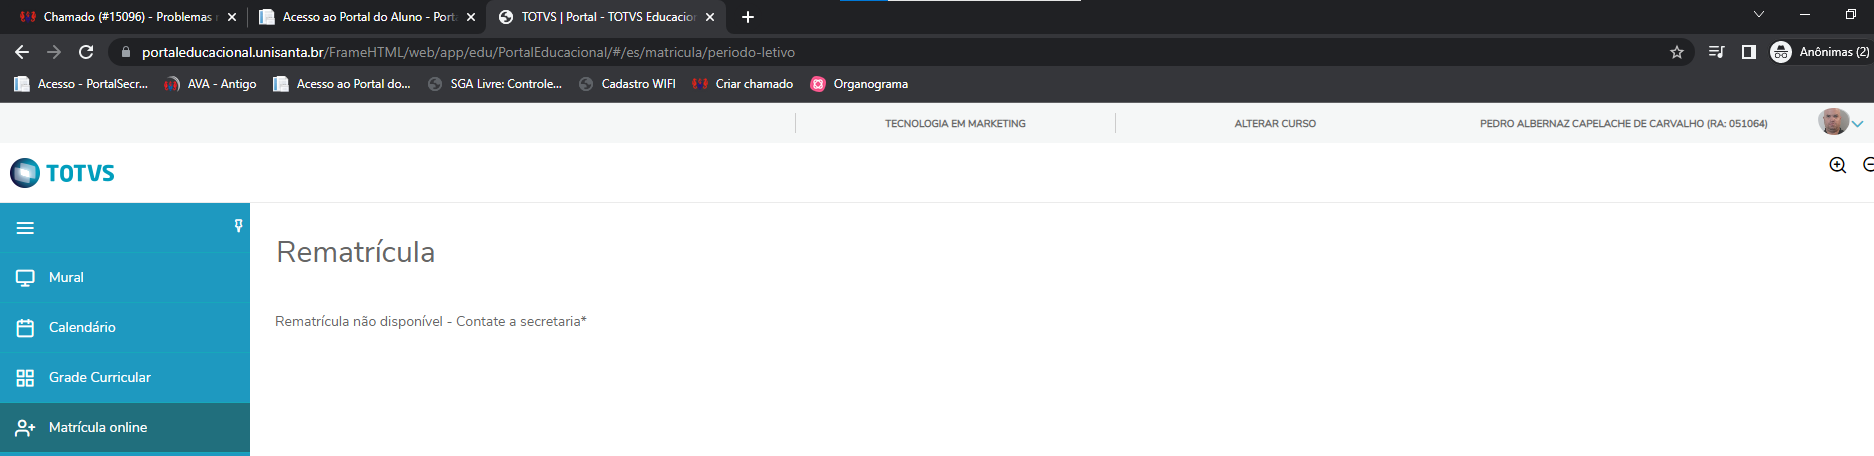 Chamado (#15096) - Problemas
Acesso ao Portal do Aluno - Port
TOTVS | Portal - TOTVS Educacion
portaleducacional.unisanta.br/FrameHTML/web/app/edu/PortalEducacional/#/es/matricula/periodo-letivo
Anônimas (2)
Acesso - PortalSecr...
AVA - Antigo
Acesso ao Portal do...
SGA Livre: Controle...
Cadastro WIFI
Criar chamado
Organograma
TECNOLOGIA EM MARKETING
ALTERAR CURSO
PEDRO ALBERNAZ CAPELACHE DE CARVALHO (RA: 051064)
TOTVS
Rematrícula
Mural
Rematrícula não disponível - Contate a secretaria*
Calendário
Grade Curricular
Matrícula online